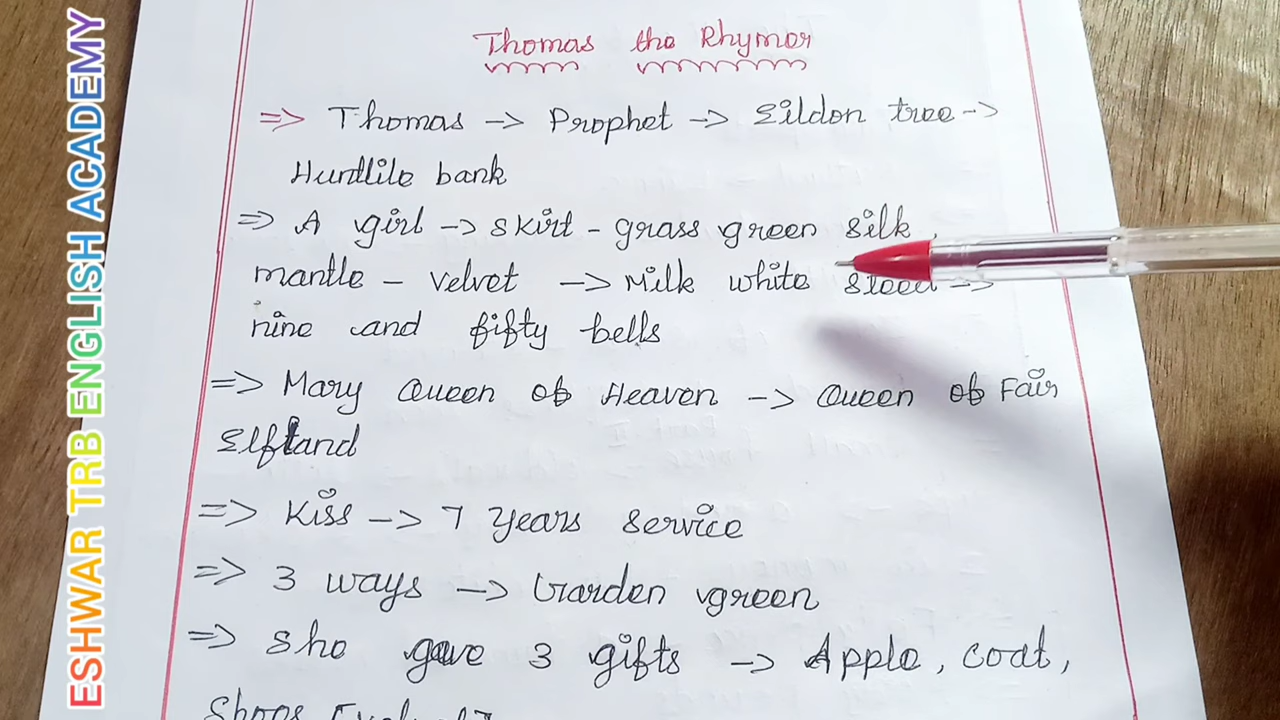 ESHWAR TRB ENGLISH ACADEMY
Thomas the Rhymer
=> Thomas -> Prophet -> Eildon tree ->
Huntlile bank
=> A girl -> skirt - grass green silk,
mantle - velvet -> Milk white steed ->
nine and fifty bells
=> Mary Queen of Heaven -> Queen of Fair
Elfland
=> Kiss -> 7 years service
=> 3 ways -> Garden green
=> She gave 3 gifts -> Apple, coat,
Shoes